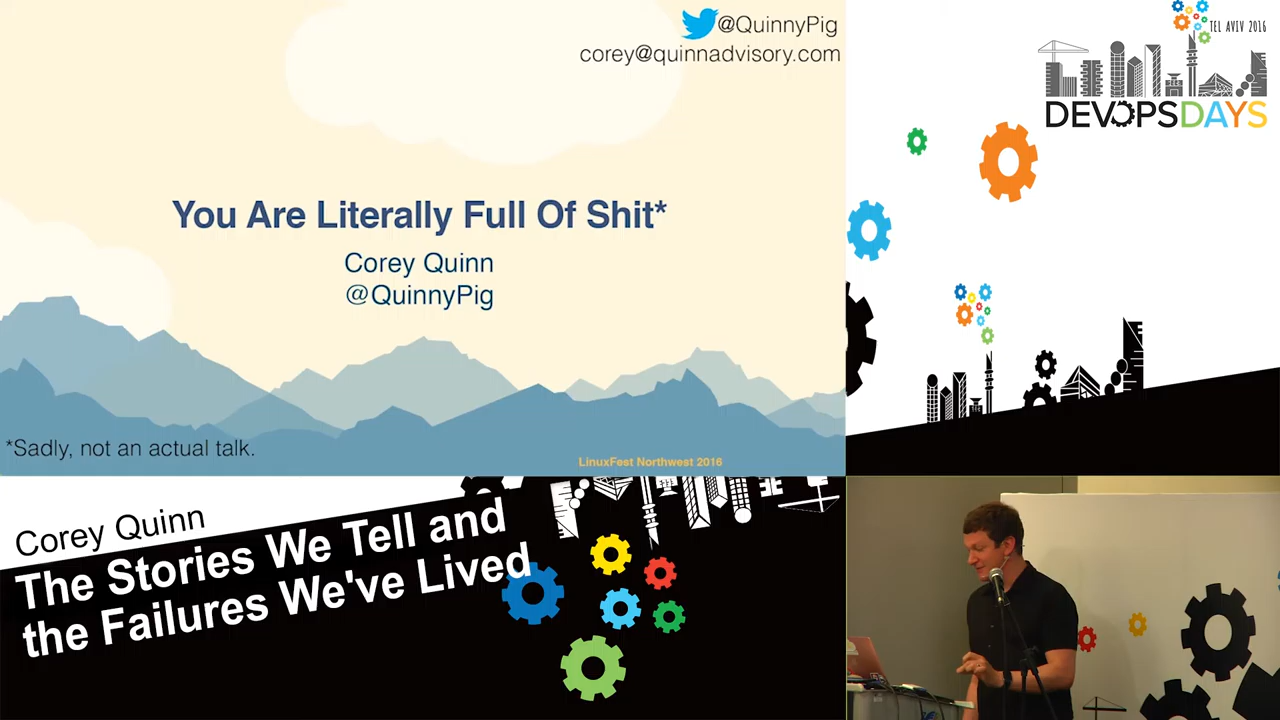 @QuinnyPig
corey@quinnadvisory.com
You Are Literally Full Of Shit*
Corey Quinn
@QuinnyPig
*Sadly, not an actual talk.
LinuxFest Northwest 2016
TEL AVIV 2016
DEVOPSDAYS
Corey Quinn
The Stories We Tell and
the Failures We've Lived